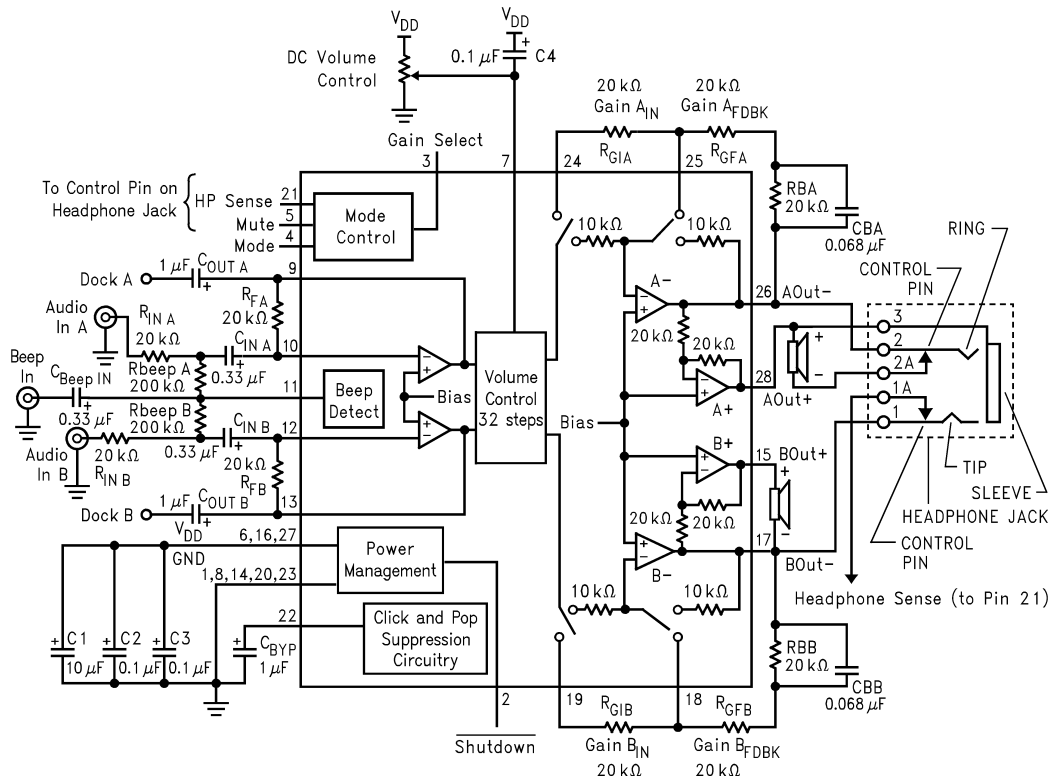 VDD
VDD
DC Volume
Control
0.1 µF
+
C4
20 kΩ
Gain AIN
RGIA
20 kΩ
Gain AFDBK
RGFA
Gain Select
3
7
24
25
To Control Pin on
Headphone Jack
HP Sense
21
Mute
5
Mode
4
Mode
Control
10 kΩ
10 kΩ
RBA
20 kΩ
CBA
0.068 µF
RING
CONTROL
PIN
Dock A
1 µF
COUT A
+
9
RFA
20 kΩ
Audio
In A
RIN A
20 kΩ
CIN A
+
0.33 µF
10
A−
−
+
26
AOut−
3
2
2A
1A
1
20 kΩ
20 kΩ
−
+
A+
28
AOut+
+
−
Beep
In
CBeep IN
+
0.33 µF
Rbeep A
200 kΩ
Rbeep B
200 kΩ
11
Beep
Detect
−
+
Bias
+
−
Volume
Control
32 steps
Bias
Audio
In B
20 kΩ
RIN B
0.33 µF
CIN B
+
12
20 kΩ
RFB
B+
+
−
15
BOut+
+
−
TIP
SLEEVE
HEADPHONE JACK
CONTROL
PIN
Dock B
1 µF
COUT B
+
13
20 kΩ
20 kΩ
+
−
B−
17
BOut−
VDD
6,16,27
GND
1,8,14,20,23
Power
Management
Headphone Sense (to Pin 21)
10 kΩ
10 kΩ
22
Click and Pop
Suppression
Circuitry
+
C1
10 µF
+
C2
0.1 µF
+
C3
0.1 µF
+
CBYP
1 µF
RBB
20 kΩ
CBB
0.068 µF
2
Shutdown
19
18
RGIB
Gain BIN
20 kΩ
RGFB
Gain BFDBK
20 kΩ